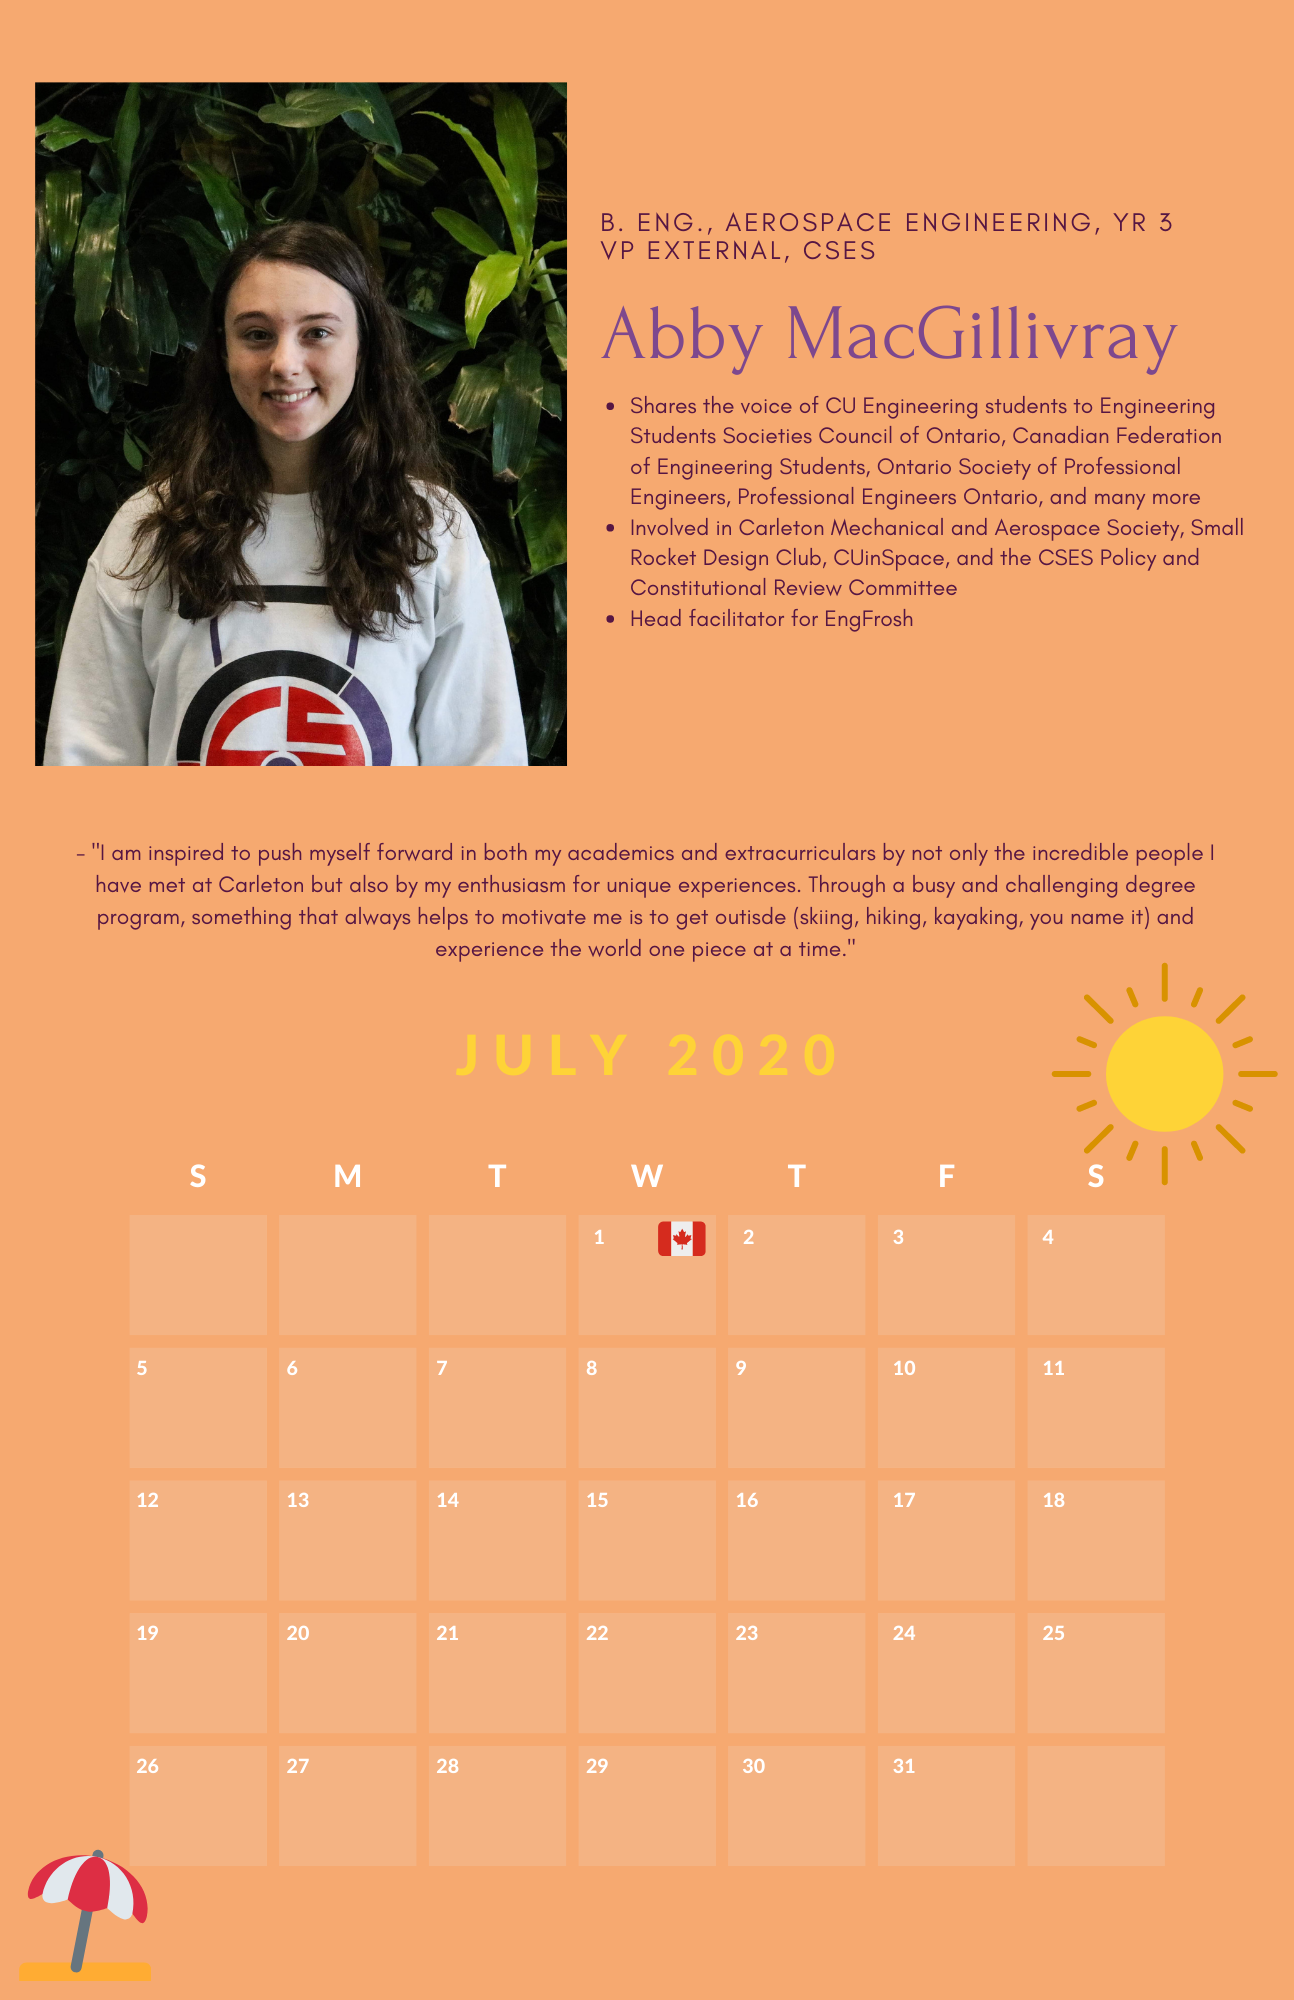 B. ENG., AEROSPACE ENGINEERING, YR 3
VP EXTERNAL, CSES
Abby MacGillivray
• Shares the voice of CU Engineering students to Engineering
Students Societies Council of Ontario, Canadian Federation
of Engineering Students, Ontario Society of Professional
Engineers, Professional Engineers Ontario, and many more
• Involved in Carleton Mechanical and Aerospace Society, Small
Rocket Design Club, CUinSpace, and the CSES Policy and
Constitutional Review Committee
• Head facilitator for EngFrosh
- "I am inspired to push myself forward in both my academics and extracurriculars by not only the incredible people I
have met at Carleton but also by my enthusiasm for unique experiences. Through a busy and challenging degree
program, something that always helps to motivate me is to get outisde (skiing, hiking, kayaking, you name it) and
experience the world one piece at a time."
JULY 2020
S M T W T F S
1 2 3 4
5 6 7 8 9 10 11
12 13 14 15 16 17 18
19 20 21 22 23 24 25
26 27 28 29 30 31